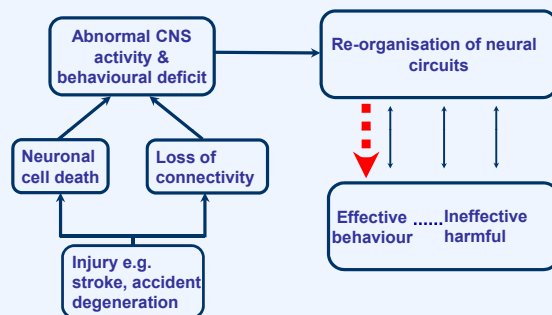 Abnormal CNS
activity &
behavioural deficit
Re-organisation of neural
circuits
Neuronal
cell death
Loss of
connectivity
Effective ...... Ineffective
behaviour harmful
Injury e.g.
stroke, accident
degeneration